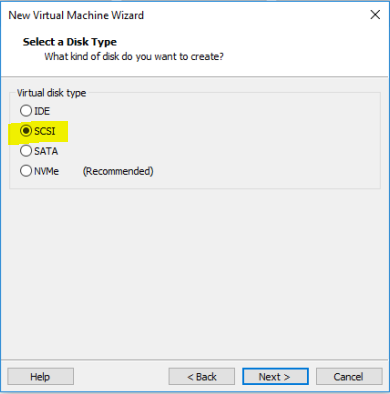 New Virtual Machine Wizard
Select a Disk Type
What kind of disk do you want to create?
Virtual disk type
IDE
SCSI
SATA
NVMe (Recommended)
Help < Back Next > Cancel